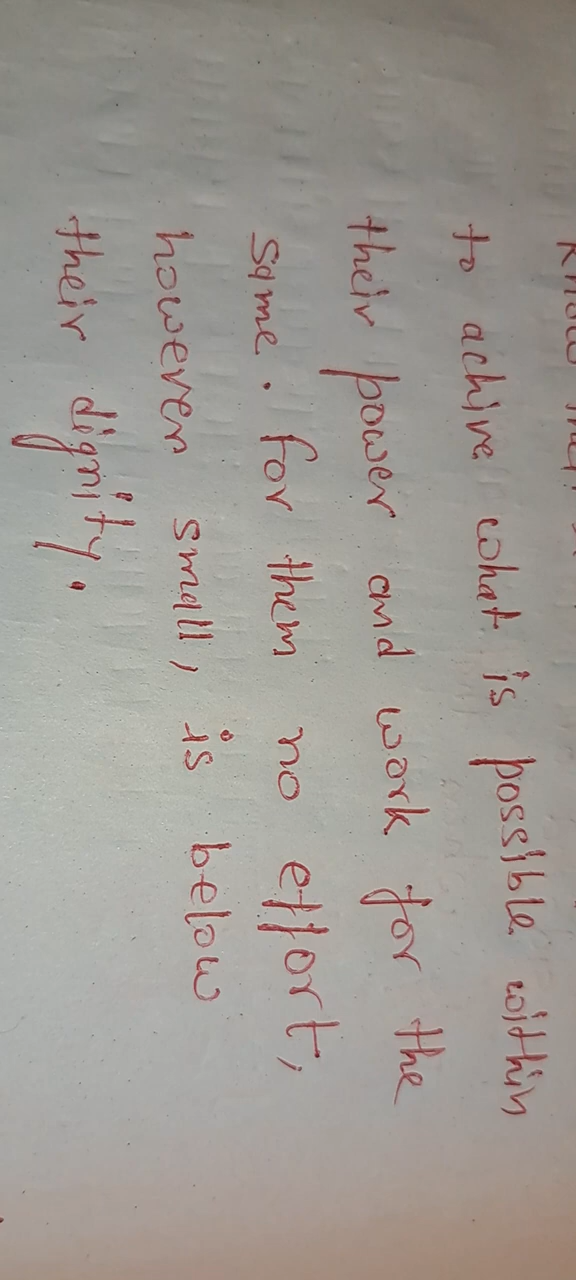 to achive what is possible within
their power and work for the
same. for them no effort,
however small, is below
their dignity.